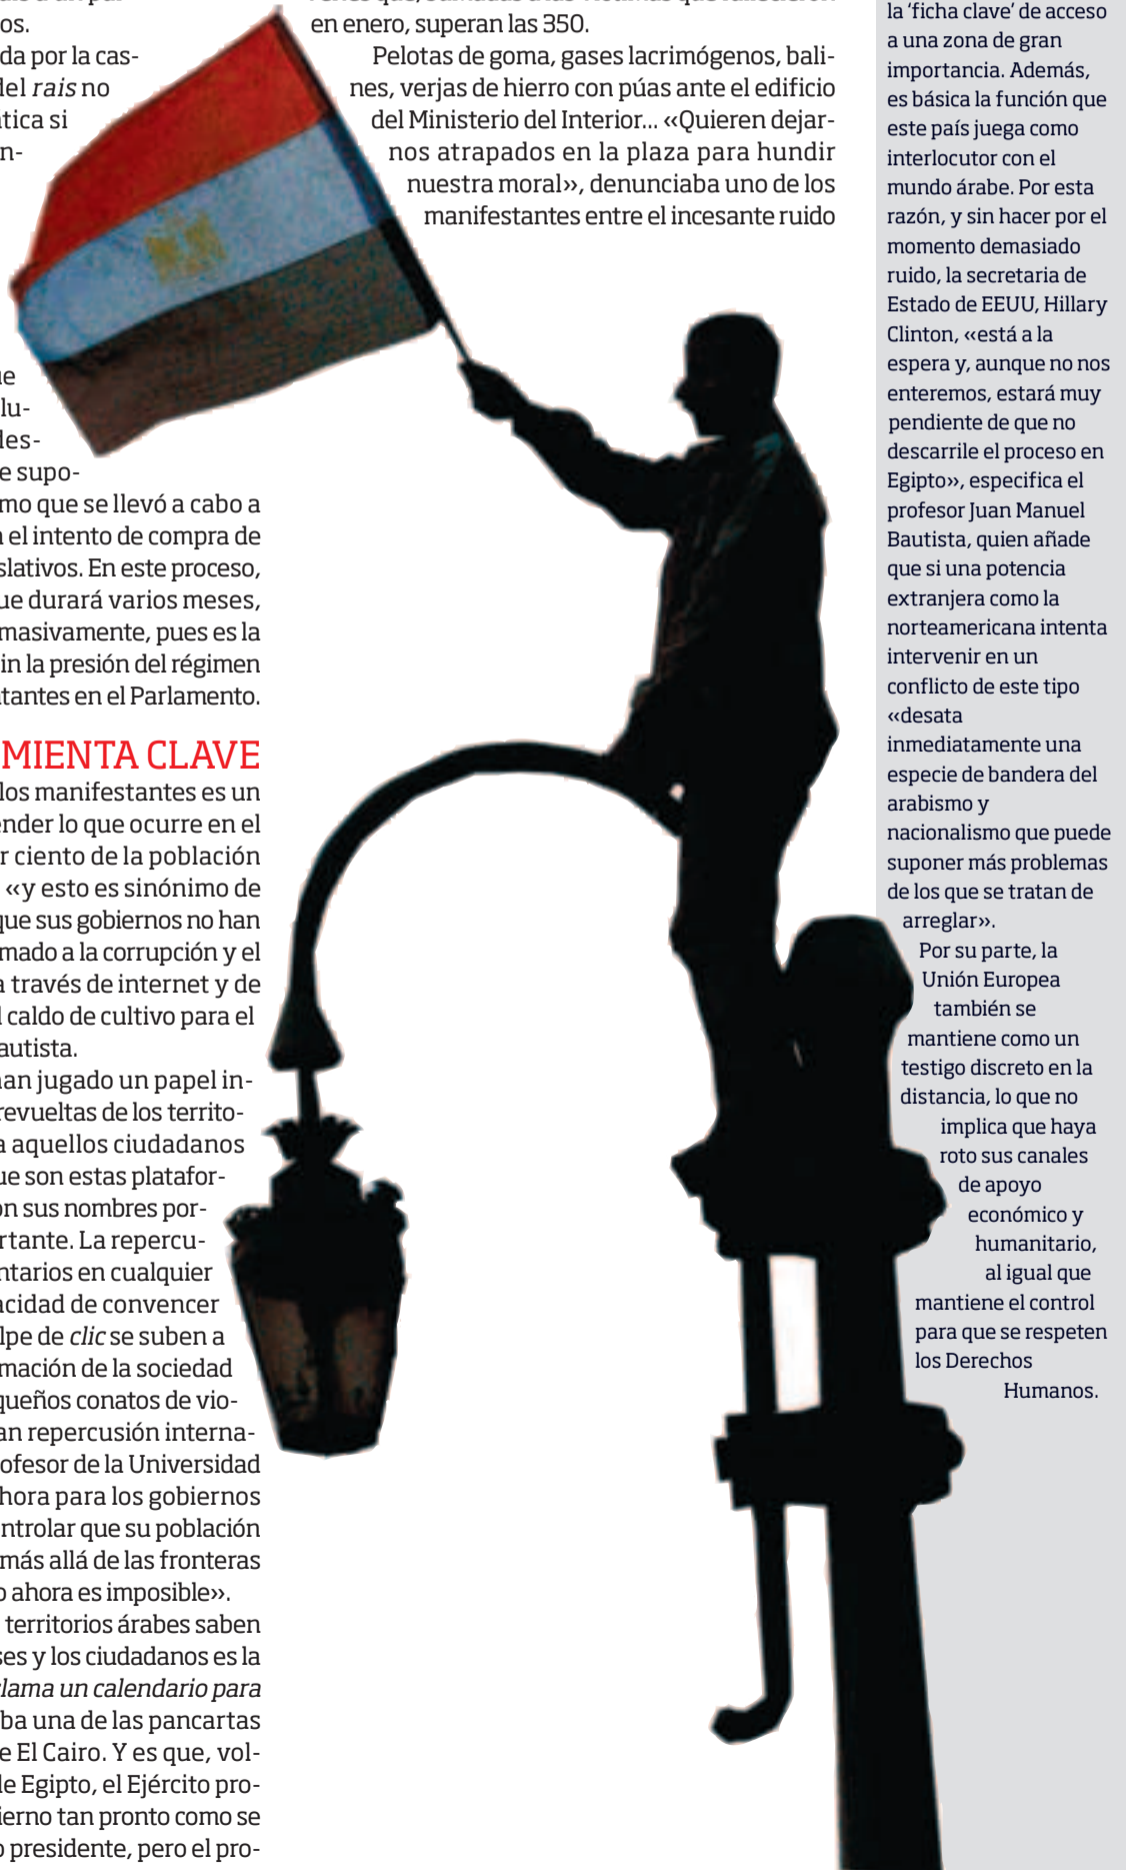 os.
da por la cas-
del rais no
tica si
n-
ue
lu-
des-
e supo-
mo que se llevó a cabo a
n el intento de compra de
slativos. En este proceso,
ue durará varios meses,
masivamente, pues es la
in la presión del régimen
tantes en el Parlamento.
MIENTA CLAVE
los manifestantes es un
ender lo que ocurre en el
r ciento de la población
«y esto es sinónimo de
que sus gobiernos no han
mado a la corrupción y el
a través de internet y de
l caldo de cultivo para el
autista.
han jugado un papel in-
revueltas de los territo-
a aquellos ciudadanos
ue son estas platafor-
on sus nombres por-
rtante. La repercu-
ntarios en cualquier
acidad de convencer
lpe de clic se suben a
mación de la sociedad
queños conatos de vio-
an repercusión interna-
ofesor de la Universidad
hora para los gobiernos
ntrolar que su población
más allá de las fronteras
o ahora es imposible».
territorios árabes saben
ses y los ciudadanos es la
lama un calendario para
ba una de las pancartas
e El Cairo. Y es que, vol-
de Egipto, el Ejército pro-
ierno tan pronto como se
o presidente, pero el pro-
en enero, superan las 350.
Pelotas de goma, gases lacrimógenos, bali-
nes, verjas de hierro con púas ante el edificio
del Ministerio del Interior... «Quieren dejar-
nos atrapados en la plaza para hundir
nuestra moral», denunciaba uno de los
manifestantes entre el incesante ruido
la ‘ficha clave’ de acceso
a una zona de gran
importancia. Además,
es básica la función que
este país juega como
interlocutor con el
mundo árabe. Por esta
razón, y sin hacer por el
momento demasiado
ruido, la secretaria de
Estado de EEUU, Hillary
Clinton, «está a la
espera y, aunque no nos
enteremos, estará muy
pendiente de que no
descarrile el proceso en
Egipto», especifica el
profesor Juan Manuel
Bautista, quien añade
que si una potencia
extranjera como la
norteamericana intenta
intervenir en un
conflicto de este tipo
«desata
inmediatamente una
especie de bandera del
arabismo y
nacionalismo que puede
suponer más problemas
de los que se tratan de
arreglar».
Por su parte, la
Unión Europea
también se
mantiene como un
testigo discreto en la
distancia, lo que no
implica que haya
roto sus canales
de apoyo
económico y
humanitario,
al igual que
mantiene el control
para que se respeten
los Derechos
Humanos.